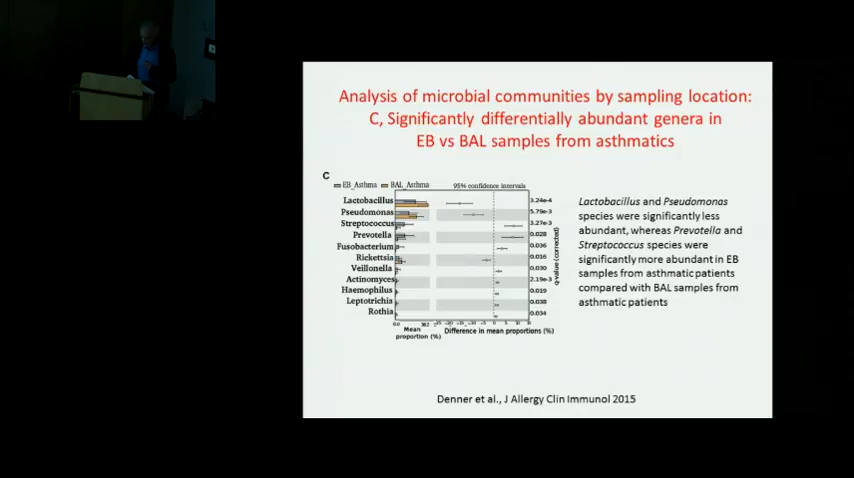 Analysis of microbial communities by sampling location:
C, Significantly differentially abundant genera in
EB vs BAL samples from asthmatics
C
EB_Asthma BAL_Asthma 95% confidence intervals
Lactobacillus 3.24e-4
Pseudomonas 5.79e-3
Streptococcus 3.27e-3
Prevotella 0.028
Fusobacterium 0.036
Rickettsia 0.016
Veillonella 0.030
Actinomyces 2.19e-3
Haemophilus 0.019
Leptotrichia 0.038
Rothia 0.034
q-value (corrected)
Mean
proportion (%)
Difference in mean proportions (%)
Lactobacillus and Pseudomonas
species were significantly less
abundant, whereas Prevotella and
Streptococcus species were
significantly more abundant in EB
samples from asthmatic patients
compared with BAL samples from
asthmatic patients
Denner et al., J Allergy Clin Immunol 2015